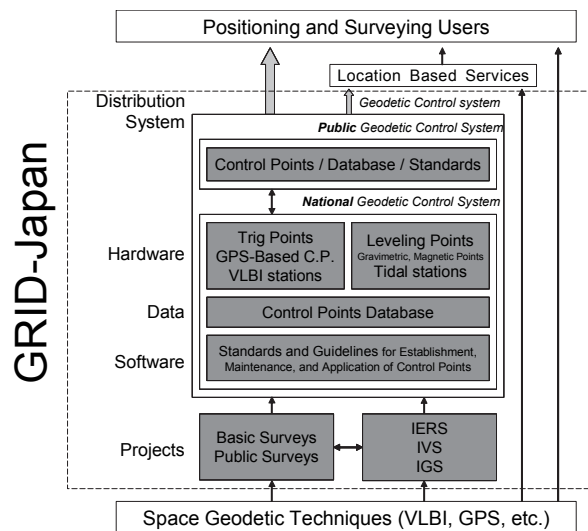 Positioning and Surveying Users
Location Based Services
Distribution System
Geodetic Control system
Public Geodetic Control System
Control Points / Database / Standards
National Geodetic Control System
GRID-Japan
Hardware
Trig Points
GPS-Based C.P.
VLBI stations
Leveling Points
Gravimetric, Magnetic Points
Tidal stations
Data
Control Points Database
Software
Standards and Guidelines for Establishment,
Maintenance, and Application of Control Points
Projects
Basic Surveys
Public Surveys
IERS
IVS
IGS
Space Geodetic Techniques (VLBI, GPS, etc.)